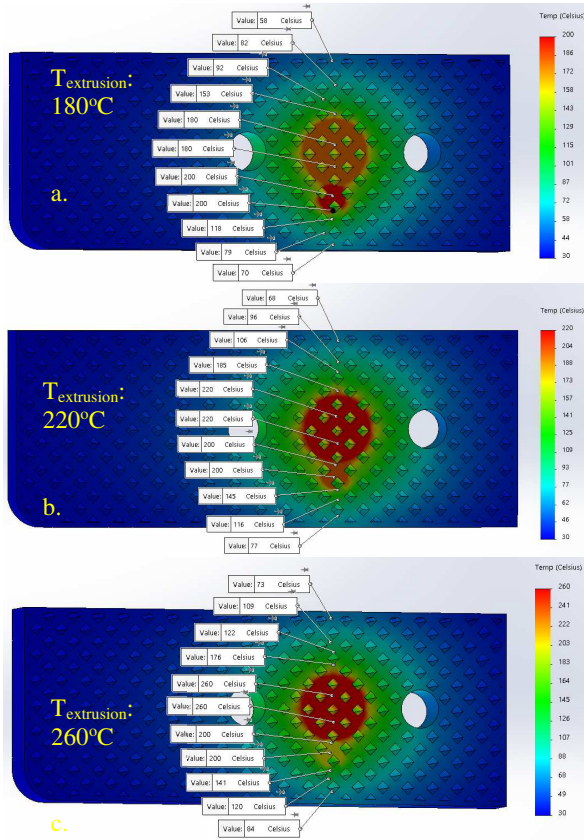 Value: 58 Celsius
Value: 82 Celsius
Value: 92 Celsius
Value: 153 Celsius
Value: 180 Celsius
Value: 180 Celsius
Value: 200 Celsius
Value: 200 Celsius
Value: 118 Celsius
Value: 79 Celsius
Value: 70 Celsius
Textrusion:
180°C
a.
Temp (Celsius)
200
186
172
158
143
129
115
101
87
72
58
44
30
Value: 68 Celsius
Value: 96 Celsius
Value: 106 Celsius
Value: 185 Celsius
Value: 220 Celsius
Value: 220 Celsius
Value: 200 Celsius
Value: 200 Celsius
Value: 145 Celsius
Value: 116 Celsius
Value: 77 Celsius
Textrusion:
220°C
b.
Temp (Celsius)
220
204
188
173
157
141
125
109
93
78
62
46
30
Value: 73 Celsius
Value: 109 Celsius
Value: 122 Celsius
Value: 176 Celsius
Value: 260 Celsius
Value: 260 Celsius
Value: 200 Celsius
Value: 200 Celsius
Value: 141 Celsius
Value: 120 Celsius
Value: 84 Celsius
Textrusion:
260°C
c.
Temp (Celsius)
260
241
222
203
183
164
145
126
107
88
68
49
30